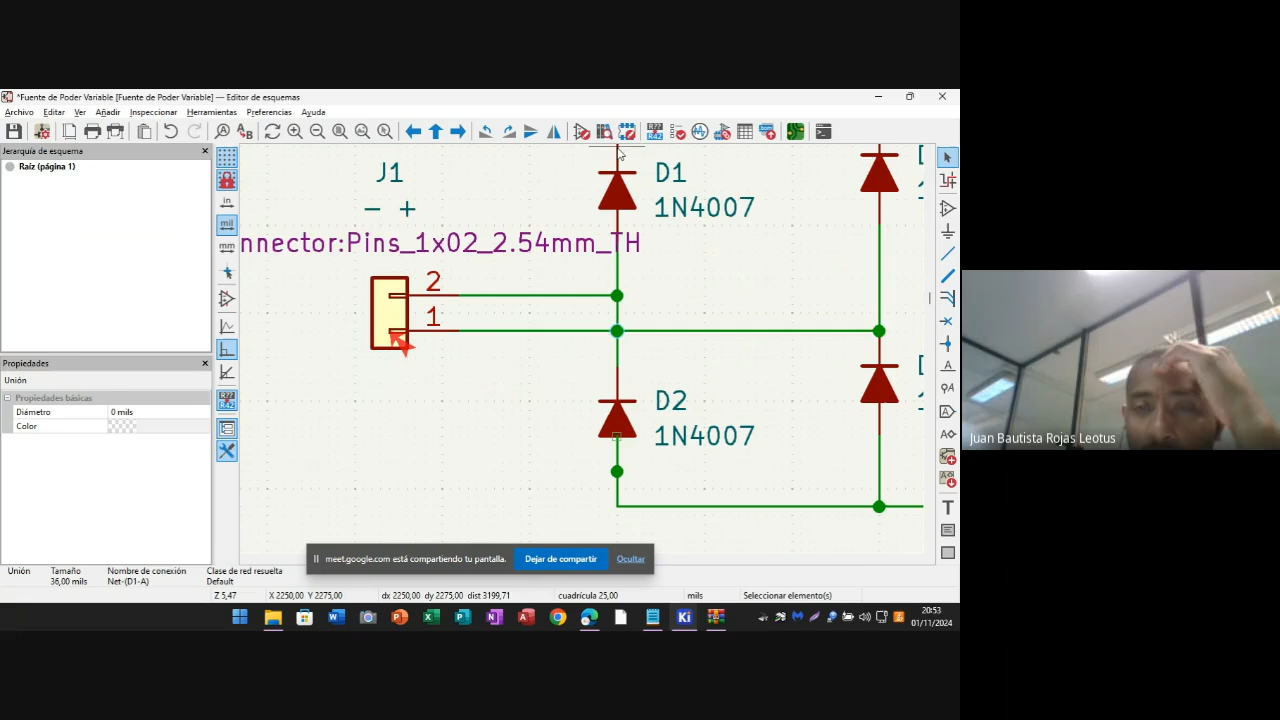 *Fuente de Poder Variable [Fuente de Poder Variable] — Editor de esquemas
Archivo Editar Ver Añadir Inspeccionar Herramientas Preferencias Ayuda
Jerarquía de esquema
Raíz (página 1)
in
mil
mm
Propiedades
Unión
Propiedades básicas
Diámetro 0 mils
Color
J1
- +
nnector:Pins_1x02_2.54mm_TH
2
1
D1
1N4007
D2
1N4007
meet.google.com está compartiendo tu pantalla. Dejar de compartir Ocultar
Unión Tamaño Nombre de conexión Clase de red resuelta
36,00 mils Net-(D1-A) Default
Z 5,47 X 2250,00 Y 2275,00 dx 2250,00 dy 2275,00 dist 3199,71 cuadrícula 25,00 mils Seleccionar elemento(s)
20:53
01/11/2024
Juan Bautista Rojas Leotus